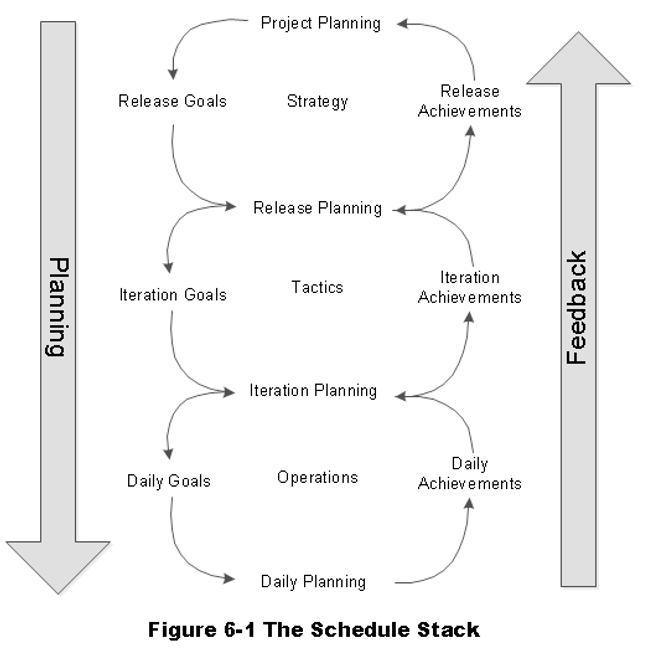 Project Planning
Release Goals
Strategy
Release
Achievements
Release Planning
Planning
Iteration Goals
Tactics
Iteration
Achievements
Feedback
Iteration Planning
Daily Goals
Operations
Daily
Achievements
Daily Planning
Figure 6-1 The Schedule Stack